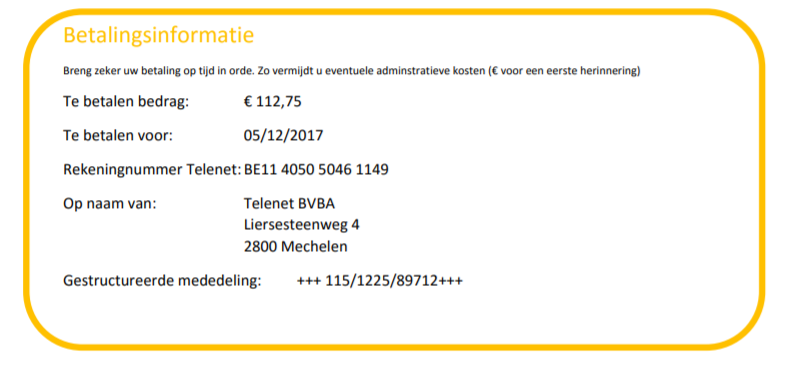 Betalingsinformatie
Breng zeker uw betaling op tijd in orde. Zo vermijdt u eventuele adminstratieve kosten (€ voor een eerste herinnering)
Te betalen bedrag: € 112,75
Te betalen voor: 05/12/2017
Rekeningnummer Telenet: BE11 4050 5046 1149
Op naam van: Telenet BVBA
Liersesteenweg 4
2800 Mechelen
Gestructureerde mededeling: +++ 115/1225/89712+++